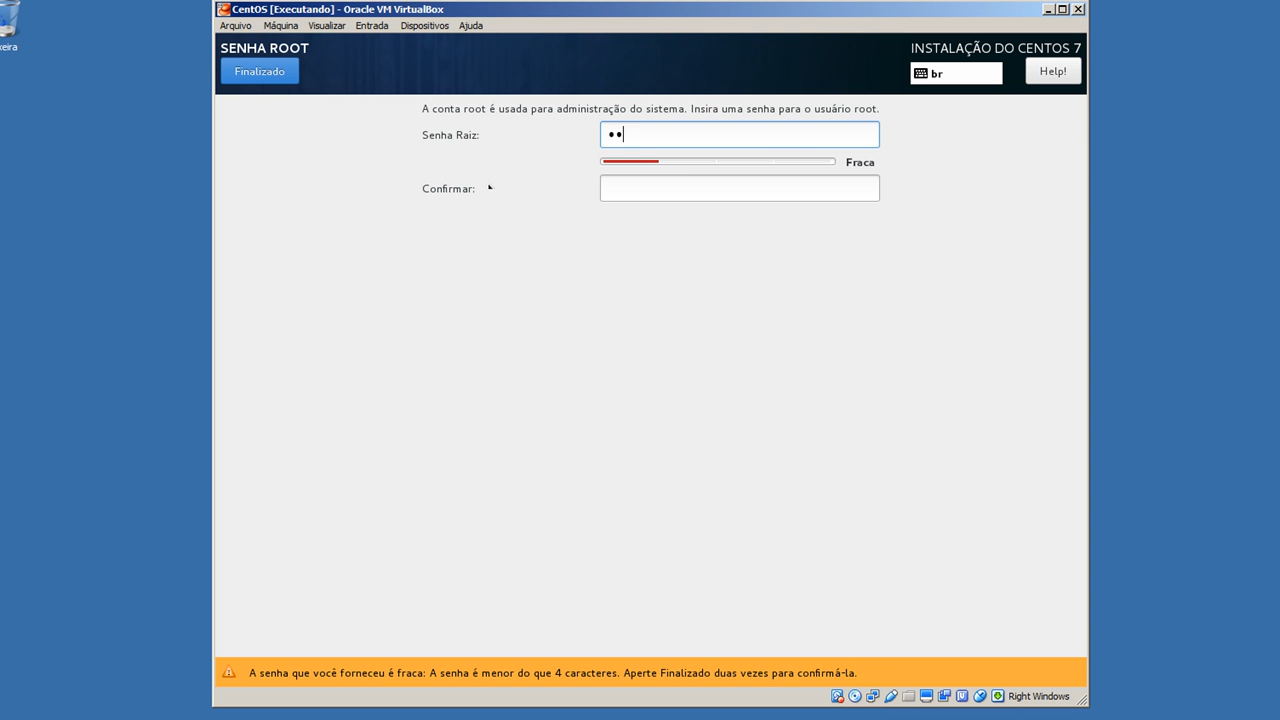 xeira
CentOS [Executando] - Oracle VM VirtualBox
Arquivo Máquina Visualizar Entrada Dispositivos Ajuda
SENHA ROOT
INSTALAÇÃO DO CENTOS 7
Finalizado
br
Help!
A conta root é usada para administração do sistema. Insira uma senha para o usuário root.
Senha Raiz:
••
Fraca
Confirmar:
A senha que você forneceu é fraca: A senha é menor do que 4 caracteres. Aperte Finalizado duas vezes para confirmá-la.
Right Windows